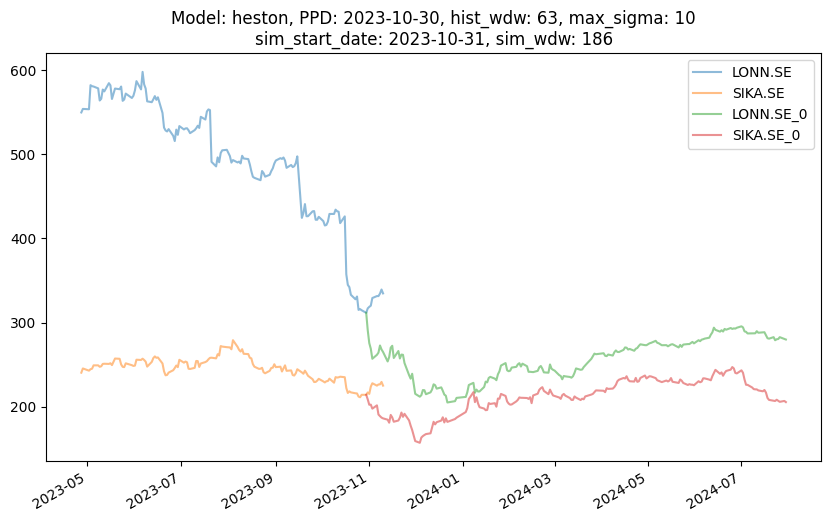 Model: heston, PPD: 2023-10-30, hist_wdw: 63, max_sigma: 10
sim_start_date: 2023-10-31, sim_wdw: 186
LONN.SE
SIKA.SE
LONN.SE_0
SIKA.SE_0
600
500
400
300
200
2023-05
2023-07
2023-09
2023-11
2024-01
2024-03
2024-05
2024-07